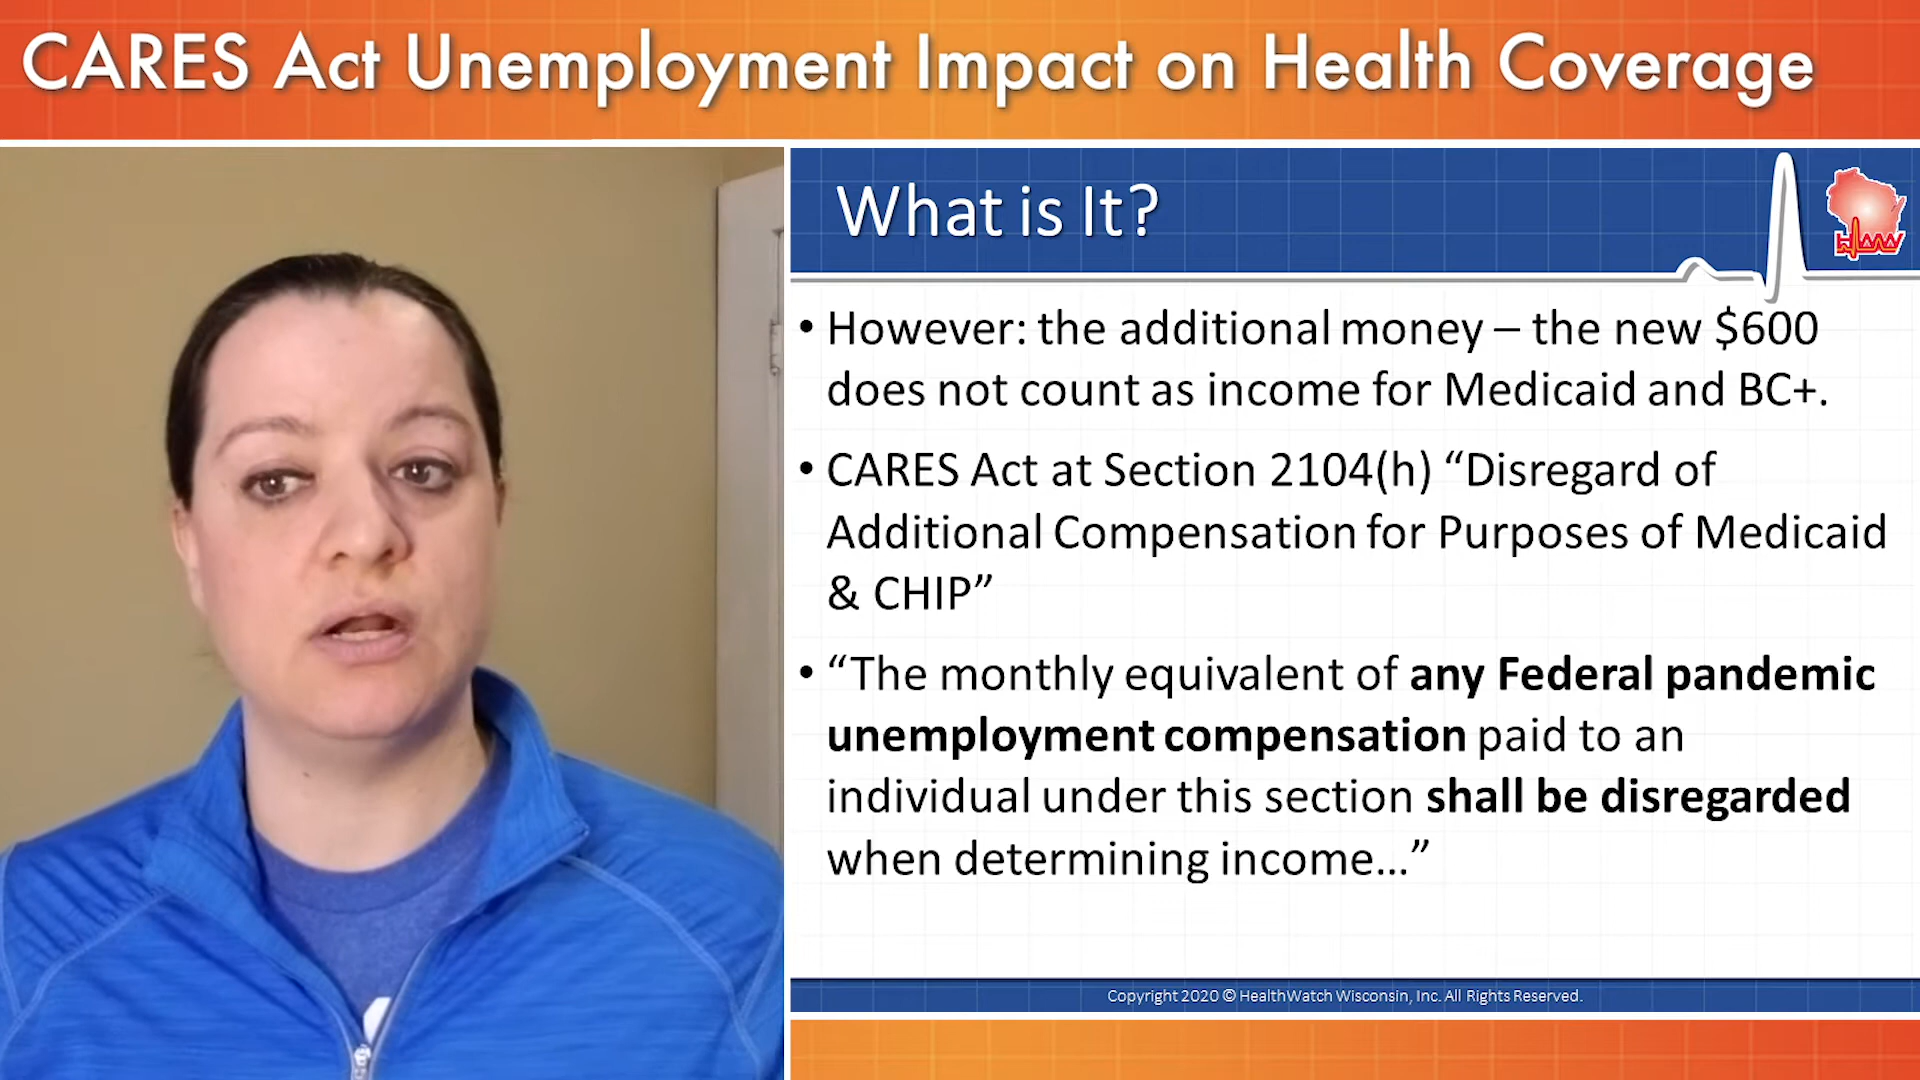 CARES Act Unemployment Impact on Health Coverage
What is It?
HWW
• However: the additional money – the new $600
does not count as income for Medicaid and BC+.
• CARES Act at Section 2104(h) “Disregard of
Additional Compensation for Purposes of Medicaid
& CHIP”
• “The monthly equivalent of any Federal pandemic
unemployment compensation paid to an
individual under this section shall be disregarded
when determining income...”
Copyright 2020 © HealthWatch Wisconsin, Inc. All Rights Reserved.